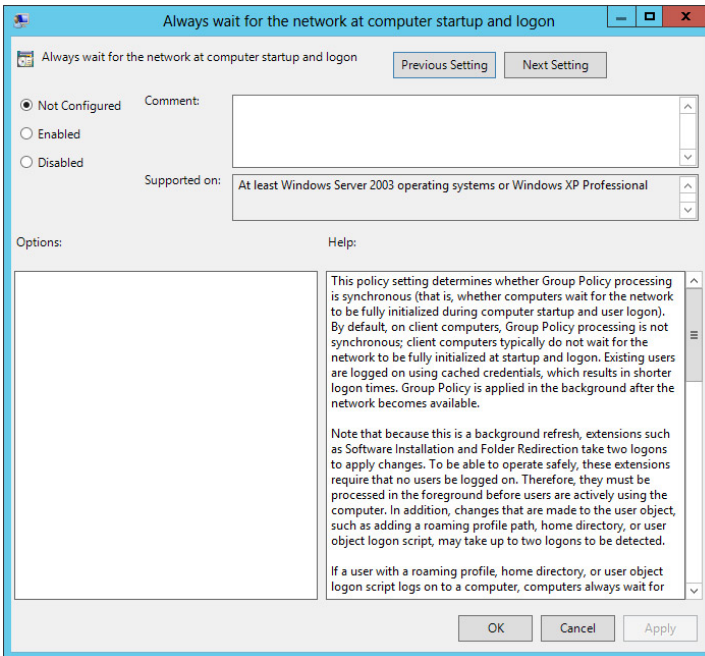 Always wait for the network at computer startup and logon
Always wait for the network at computer startup and logon
Previous Setting
Next Setting
Not Configured
Comment:
Enabled
Disabled
Supported on:
At least Windows Server 2003 operating systems or Windows XP Professional
Options:
Help:
This policy setting determines whether Group Policy processing
is synchronous (that is, whether computers wait for the network
to be fully initialized during computer startup and user logon).
By default, on client computers, Group Policy processing is not
synchronous; client computers typically do not wait for the
network to be fully initialized at startup and logon. Existing users
are logged on using cached credentials, which results in shorter
logon times. Group Policy is applied in the background after the
network becomes available.
Note that because this is a background refresh, extensions such
as Software Installation and Folder Redirection take two logons
to apply changes. To be able to operate safely, these extensions
require that no users be logged on. Therefore, they must be
processed in the foreground before users are actively using the
computer. In addition, changes that are made to the user object,
such as adding a roaming profile path, home directory, or user
object logon script, may take up to two logons to be detected.
If a user with a roaming profile, home directory, or user object
logon script logs on to a computer, computers always wait for
OK
Cancel
Apply